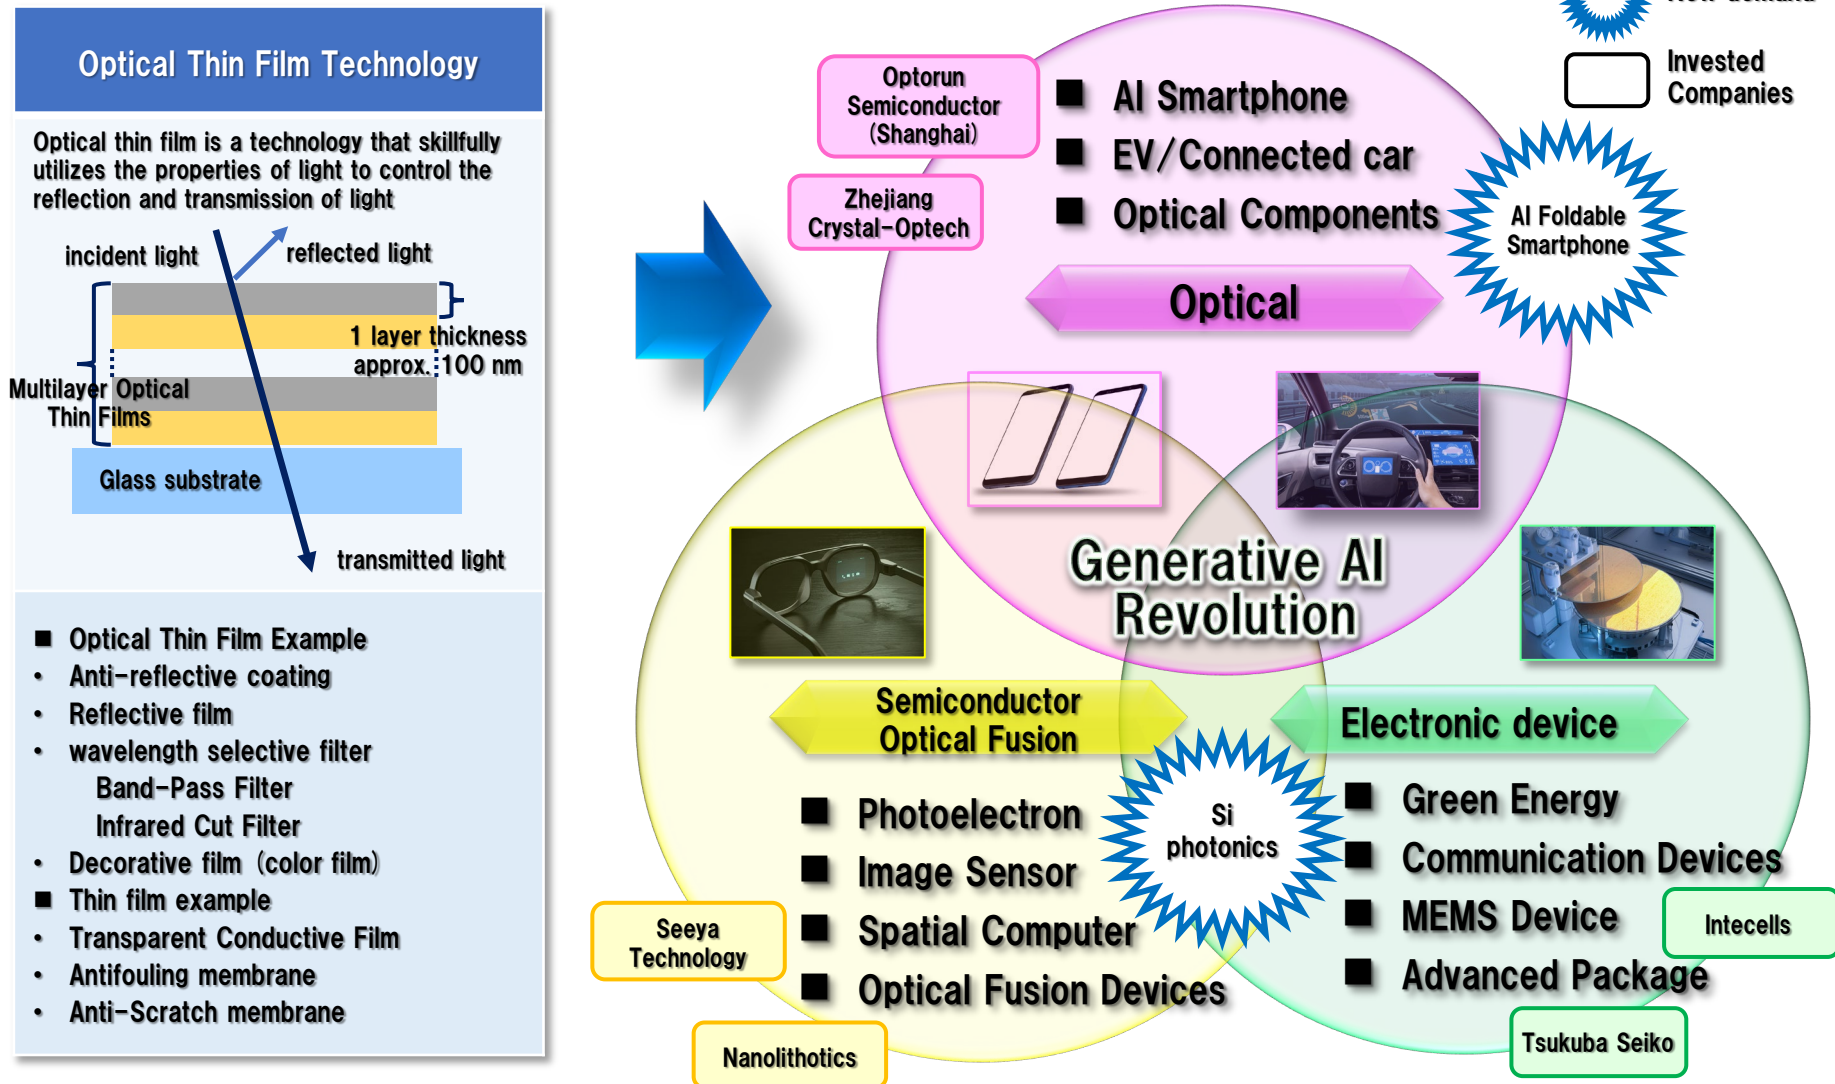 Optical Thin Film Technology
Optical thin film is a technology that skillfully
utilizes the properties of light to control the
reflection and transmission of light
incident light
reflected light
1 layer thickness
approx. 100 nm
Multilayer Optical
Thin Films
Glass substrate
transmitted light
■ Optical Thin Film Example
・ Anti-reflective coating
・ Reflective film
・ wavelength selective filter
Band-Pass Filter
Infrared Cut Filter
・ Decorative film (color film)
■ Thin film example
・ Transparent Conductive Film
・ Antifouling membrane
・ Anti-Scratch membrane
Invested
Companies
Optorun
Semiconductor
(Shanghai)
Zhejiang
Crystal-Optech
■ AI Smartphone
■ EV/Connected car
■ Optical Components
AI Foldable
Smartphone
Optical
Generative AI
Revolution
Semiconductor
Optical Fusion
■ Photoelectron
■ Image Sensor
■ Spatial Computer
■ Optical Fusion Devices
Seeya
Technology
Nanolithotics
Si
photonics
Electronic device
■ Green Energy
■ Communication Devices
■ MEMS Device
■ Advanced Package
Intecells
Tsukuba Seiko